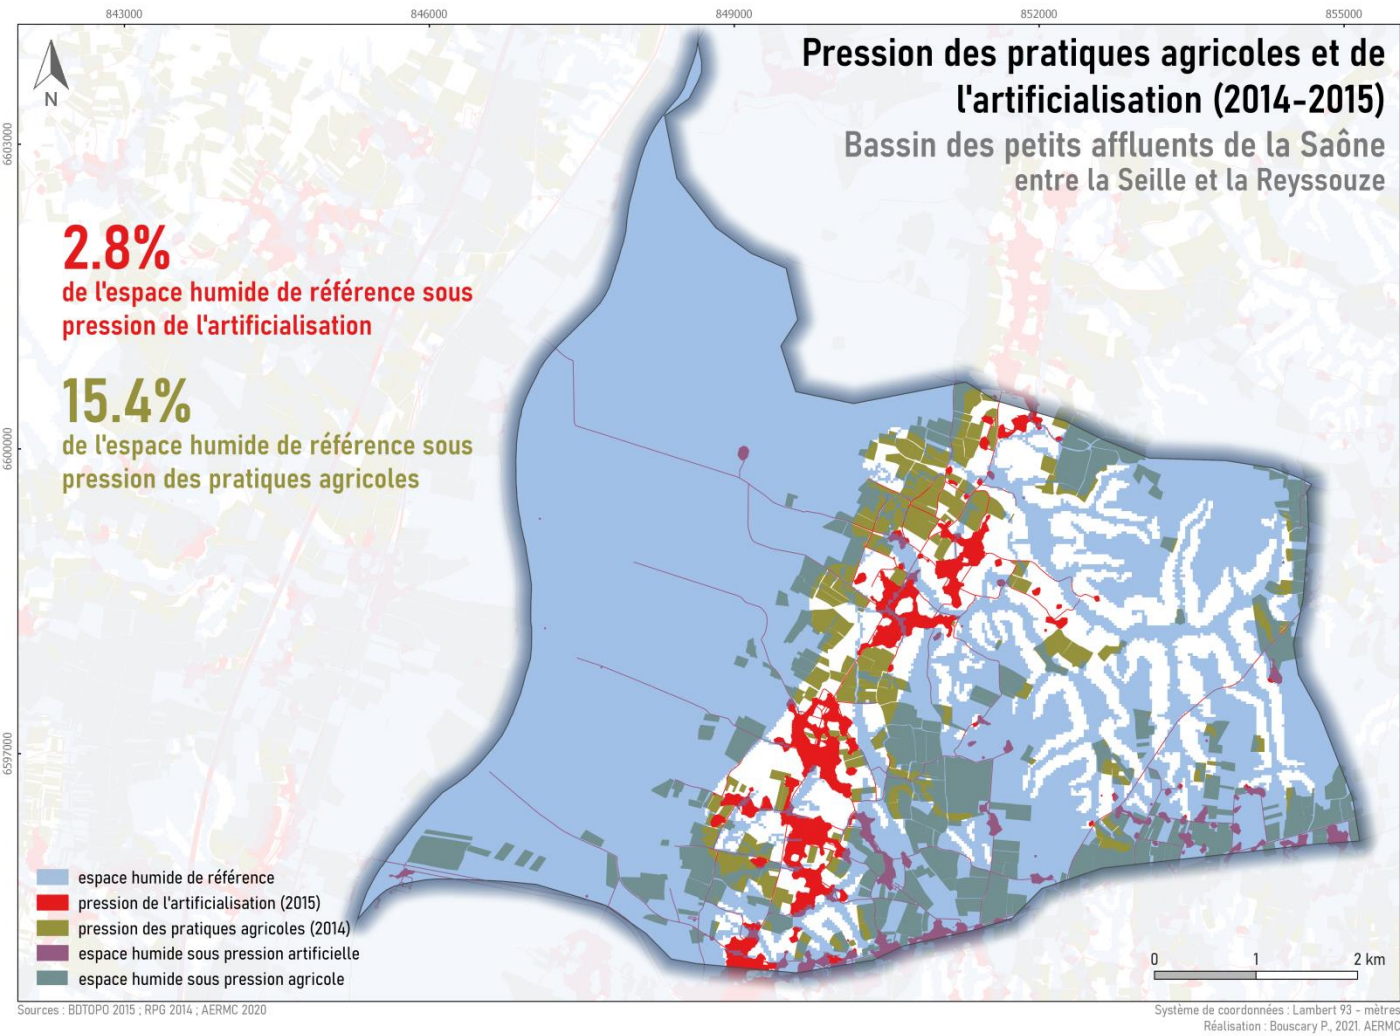 843000 846000 849000 852000 855000
6603000
6600000
6597000
N
Pression des pratiques agricoles et de
l'artificialisation (2014-2015)
Bassin des petits affluents de la Saône
entre la Seille et la Reyssouze
2.8%
de l'espace humide de référence sous
pression de l'artificialisation
15.4%
de l'espace humide de référence sous
pression des pratiques agricoles
espace humide de référence
pression de l'artificialisation (2015)
pression des pratiques agricoles (2014)
espace humide sous pression artificielle
espace humide sous pression agricole
0 1 2 km
Sources : BDTOPO 2015 ; RPG 2014 ; AERMC 2020
Système de coordonnées : Lambert 93 - mètres
Réalisation : Bouscary P., 2021. AERMC